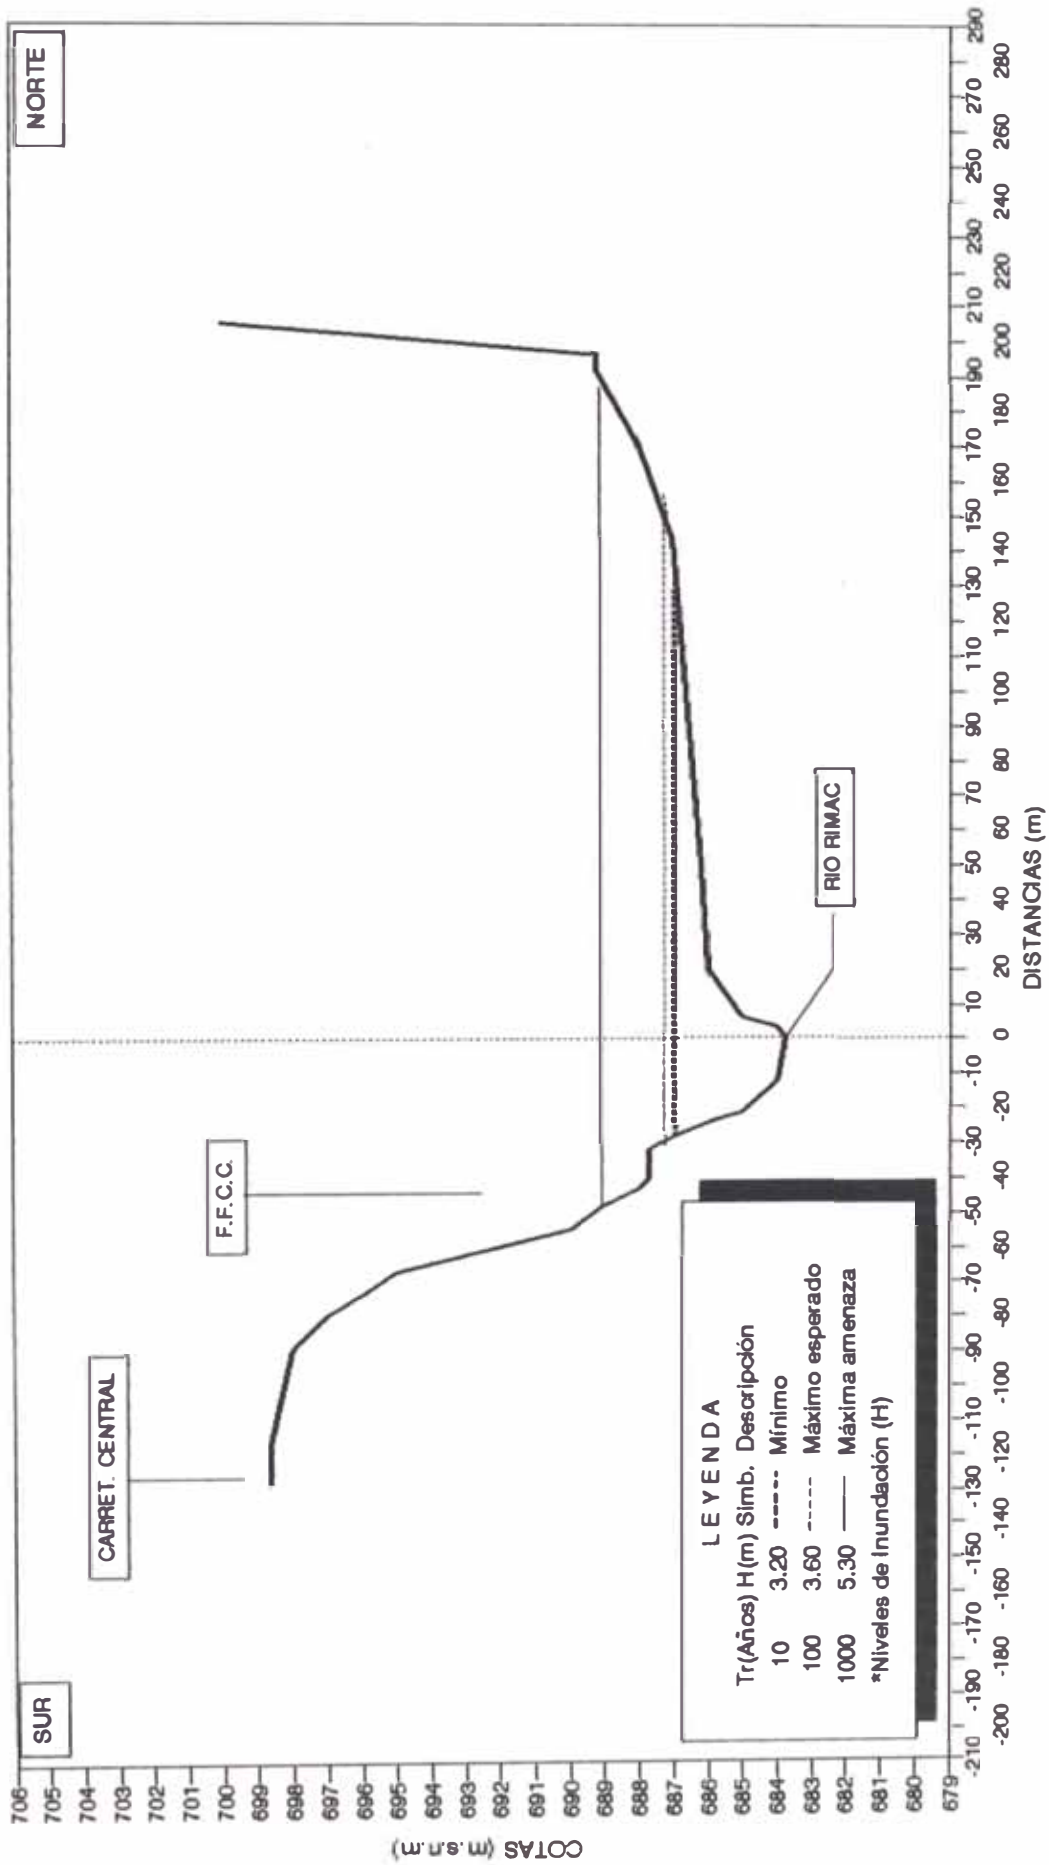 SUR
NORTE
CARRET. CENTRAL
F.F.C.C.
RIO RIMAC
COTAS (m.s.n.m)
706
705
704
703
702
701
700
699
698
697
696
695
694
693
692
691
690
689
688
687
686
685
684
683
682
681
680
679
LEYENDA
Tr(Años) H(m) Simb. Descripción
10 3.20 ----- Mínimo
100 3.60 ----- Máximo esperado
1000 5.30 —— Máxima amenaza
*Niveles de Inundación (H)
-210 -190 -170 -150 -130 -110 -90 -70 -50 -30 -10 10 30 50 70 90 110 130 150 170 190 210 230 250 270 290
-200 -180 -160 -140 -120 -100 -80 -60 -40 -20 0 20 40 60 80 100 120 140 160 180 200 220 240 260 280
DISTANCIAS (m)